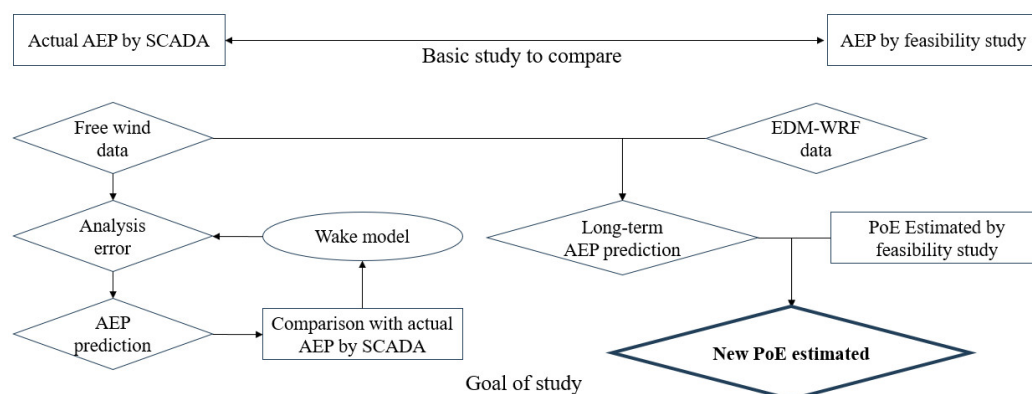 Actual AEP by SCADA
AEP by feasibility study
Basic study to compare
Free wind
data
EDM-WRF
data
Analysis
error
Wake model
Long-term
AEP prediction
PoE Estimated by
feasibility study
AEP
prediction
Comparison with actual
AEP by SCADA
New PoE estimated
Goal of study